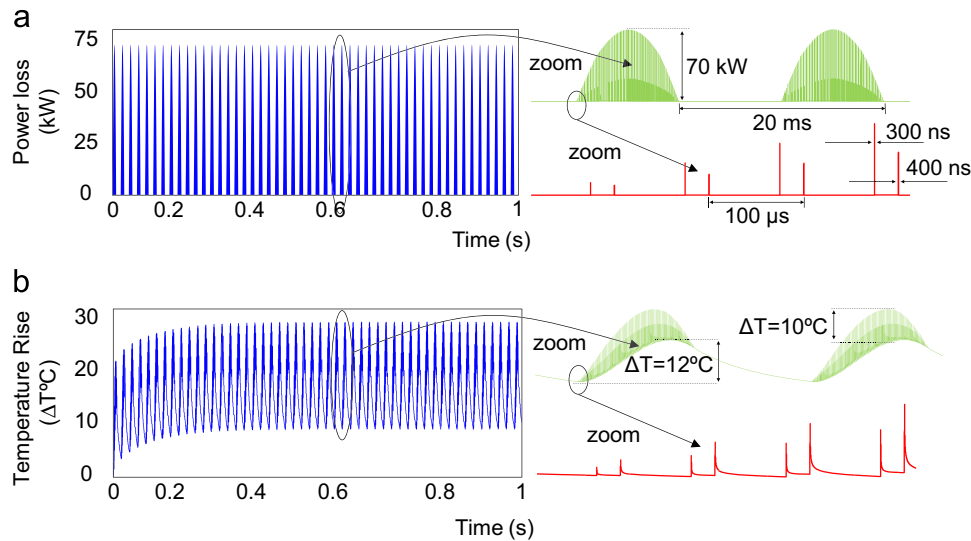 a
75
50
25
0
Power loss
(kW)
0
0.2
0.4
0.6
0.8
1
Time (s)
zoom
70 kW
20 ms
zoom
300 ns
400 ns
100 µs
b
30
20
10
0
Temperature Rise
(ΔTºC)
0
0.2
0.4
0.6
0.8
1
Time (s)
zoom
ΔT=12ºC
ΔT=10ºC
zoom